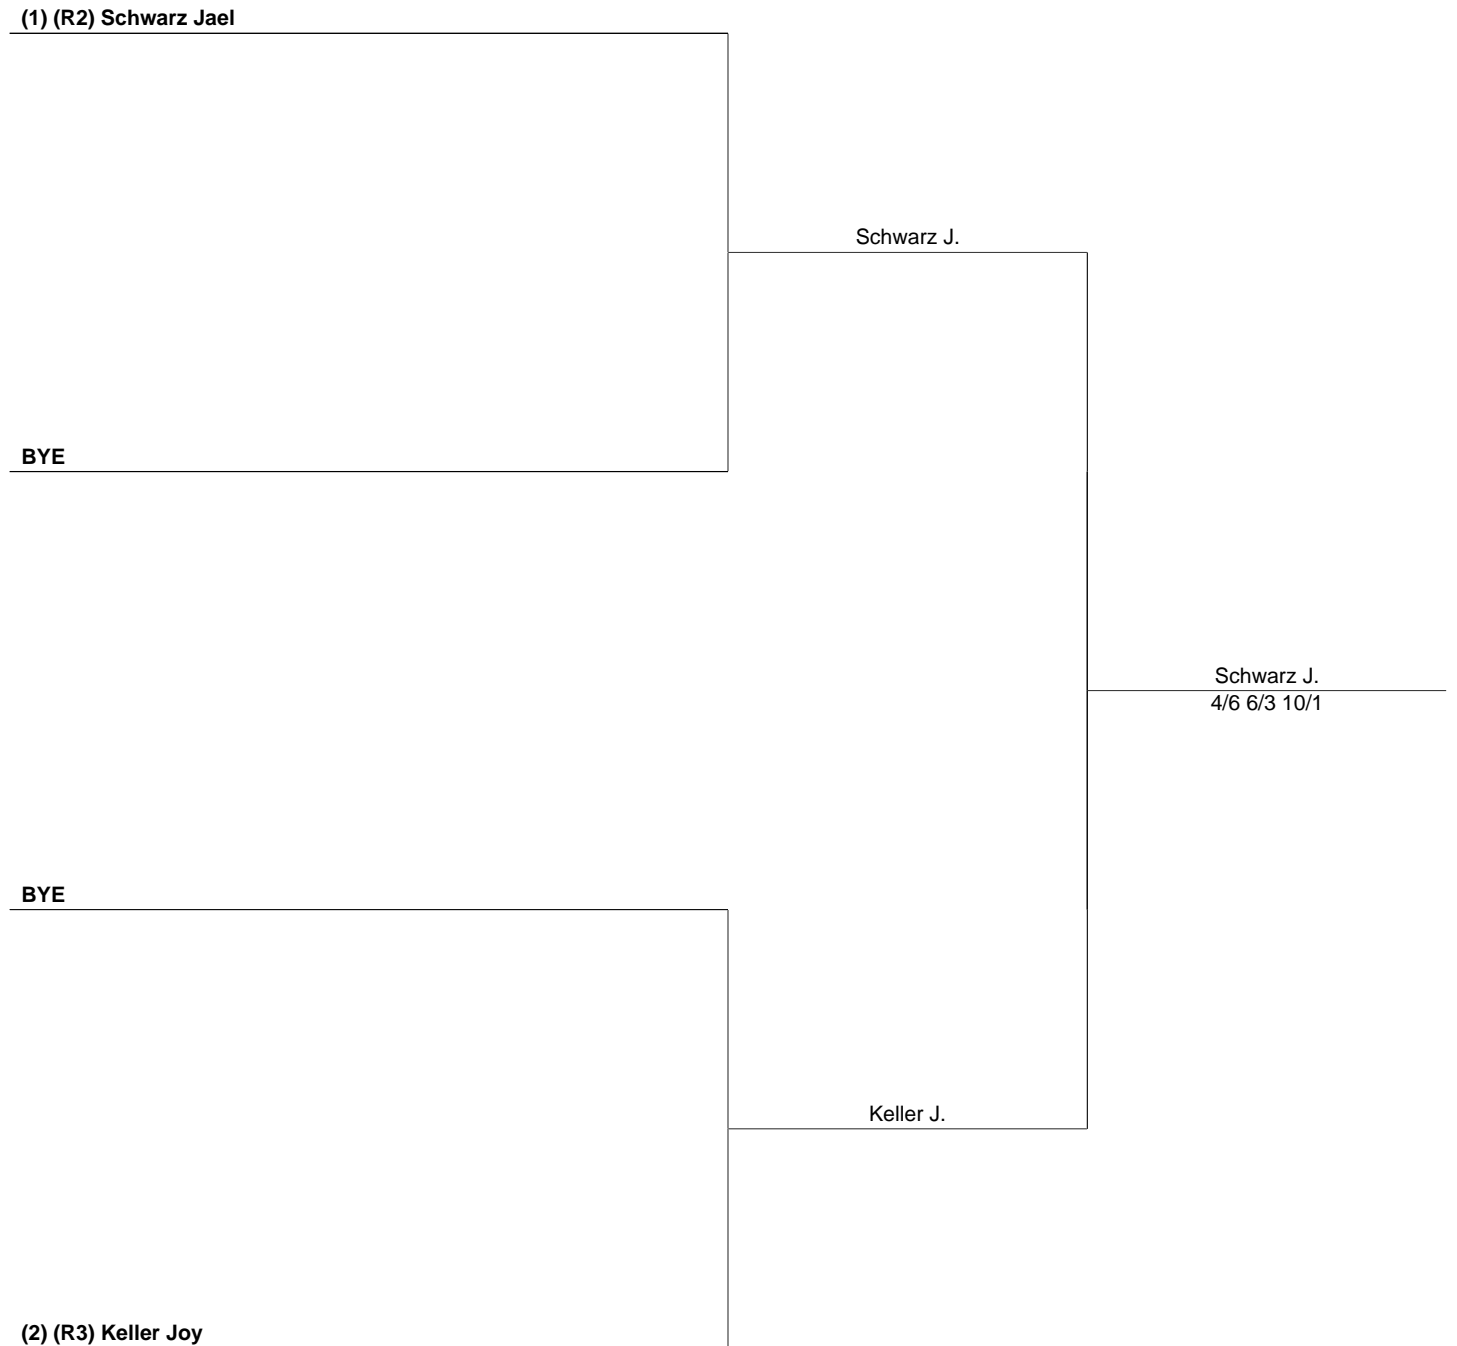 (1) (R2) Schwarz Jael
Schwarz J.
BYE
Schwarz J.
4/6 6/3 10/1
BYE
Keller J.
(2) (R3) Keller Joy